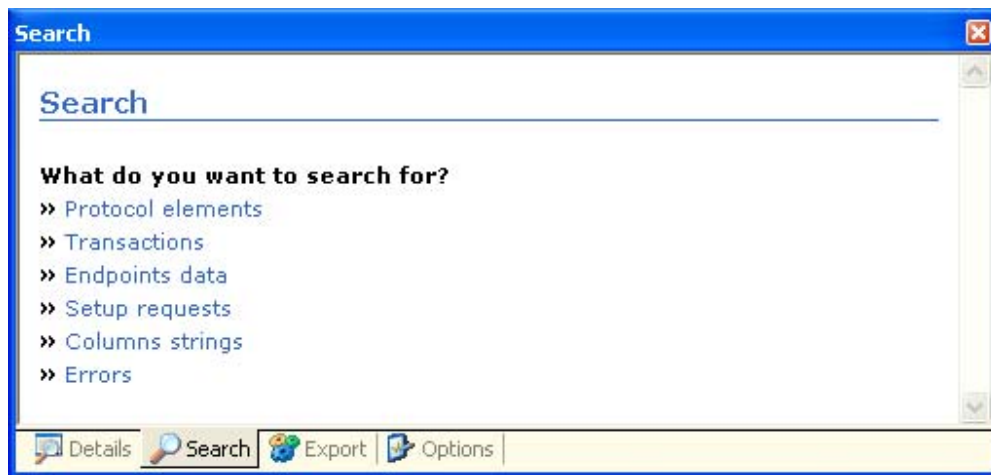 Search
Search
What do you want to search for?
» Protocol elements
» Transactions
» Endpoints data
» Setup requests
» Columns strings
» Errors
Details Search Export Options